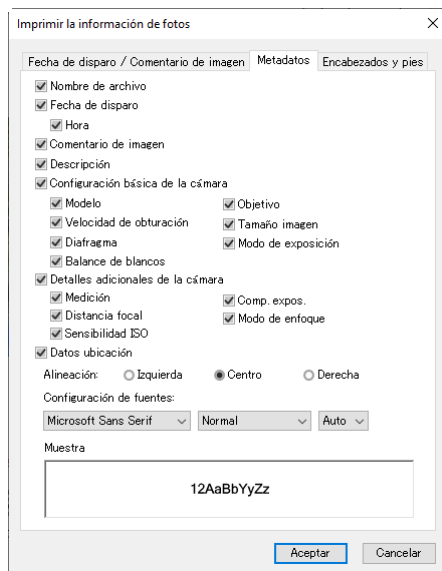 Imprimir la información de fotos
Fecha de disparo / Comentario de imagen Metadatos Encabezados y pies
Nombre de archivo
Fecha de disparo
Hora
Comentario de imagen
Descripción
Configuración básica de la cámara
Modelo Objetivo
Velocidad de obturación Tamaño imagen
Diafragma Modo de exposición
Balance de blancos
Detalles adicionales de la cámara
Medición Comp. expos.
Distancia focal Modo de enfoque
Sensibilidad ISO
Datos ubicación
Alineación: Izquierda Centro Derecha
Configuración de fuentes:
Microsoft Sans Serif Normal Auto
Muestra
12AaBbYyZz
Aceptar Cancelar